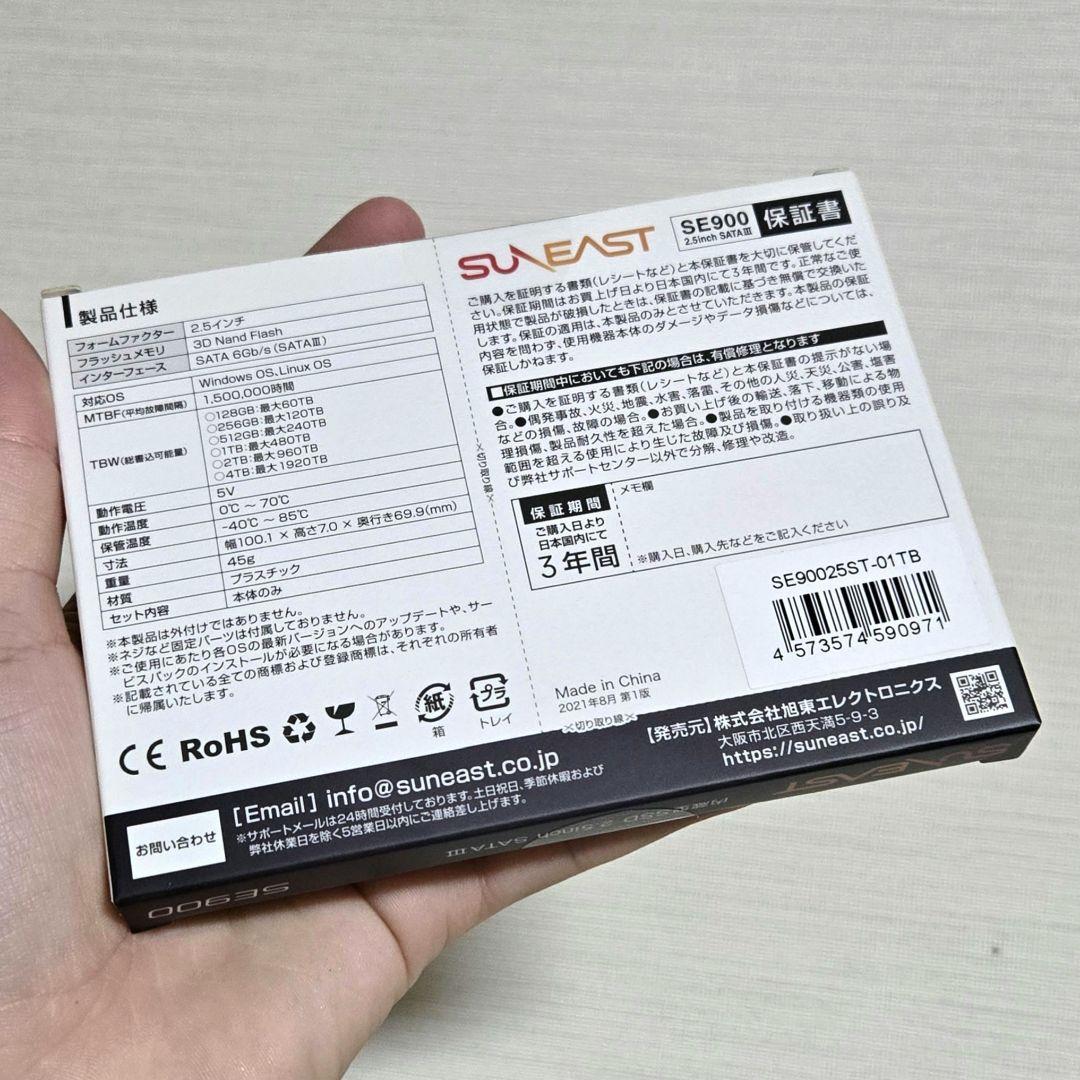 製品仕様
フォームファクター 2.5インチ
フラッシュメモリ 3D Nand Flash
インターフェース SATA 6Gb/s (SATAⅢ)
対応OS Windows OS、Linux OS
MTBF(平均故障間隔) 1,500,000時間
TBW(総書込可能量) ○128GB:最大60TB
○256GB:最大120TB
○512GB:最大240TB
○1TB:最大480TB
○2TB:最大960TB
○4TB:最大1920TB
動作電圧 5V
動作温度 0℃ ~ 70℃
保管温度 -40℃ ~ 85℃
寸法 幅100.1 × 高さ7.0 × 奥行き69.9(mm)
重量 45g
材質 プラスチック
セット内容 本体のみ
※本製品は外付けではありません。
※ネジなど固定パーツは付属しておりません。
※ご使用にあたり各OSの最新バージョンへのアップデートや、サー
ビスパックのインストールが必要になる場合があります。
※記載されている全ての商標および登録商標は、それぞれの所有者
に帰属いたします。
CE RoHS
紙
箱
プラ
トレイ
×切り取り線×
SUNEAST
SE900
2.5inch SATAⅢ
保証書
ご購入を証明する書類(レシートなど)と本保証書を大切に保管してくだ
さい。保証期間はお買上げ日より日本国内にて3年間です。正常なご使
用状態で製品が破損したときは、保証書の記載に基づき無償で交換いた
します。保証の適用は、本製品のみとさせていただきます。本製品の保証
内容を問わず、使用機器本体のダメージやデータ損傷などについては、
保証しかねます。
■保証期間中においても下記の場合は、有償修理となります
●ご購入を証明する書類(レシートなど)と本保証書の提示がない場
合。●偶発事故、火災、地震、水害、落雷、その他の人災、天災、公害、塩害
などの損傷、故障の場合。●お買い上げ後の輸送、落下、移動による物
理損傷、製品耐久性を超えた場合。●製品を取り付ける機器類の使用
範囲を超える使用により生じた故障及び損傷。●取り扱い上の誤り及
び弊社サポートセンター以外で分解、修理や改造。
保証期間
ご購入日より
日本国内にて
3年間
メモ欄
※購入日、購入先などをご記入ください
SE90025ST-01TB
4 573574 590971
Made in China
2021年8月 第1版
×切り取り線×
【発売元】株式会社旭東エレクトロニクス
大阪市北区西天満5-9-3
https://suneast.co.jp/
お問い合わせ
[Email] info@suneast.co.jp
※サポートメールは24時間受付しております。土日祝日、季節休暇および
弊社休業日を除く5営業日以内にご連絡差し上げます。
SE900
内蔵型SSD 2.5inch SATAⅢ
SUNEAST